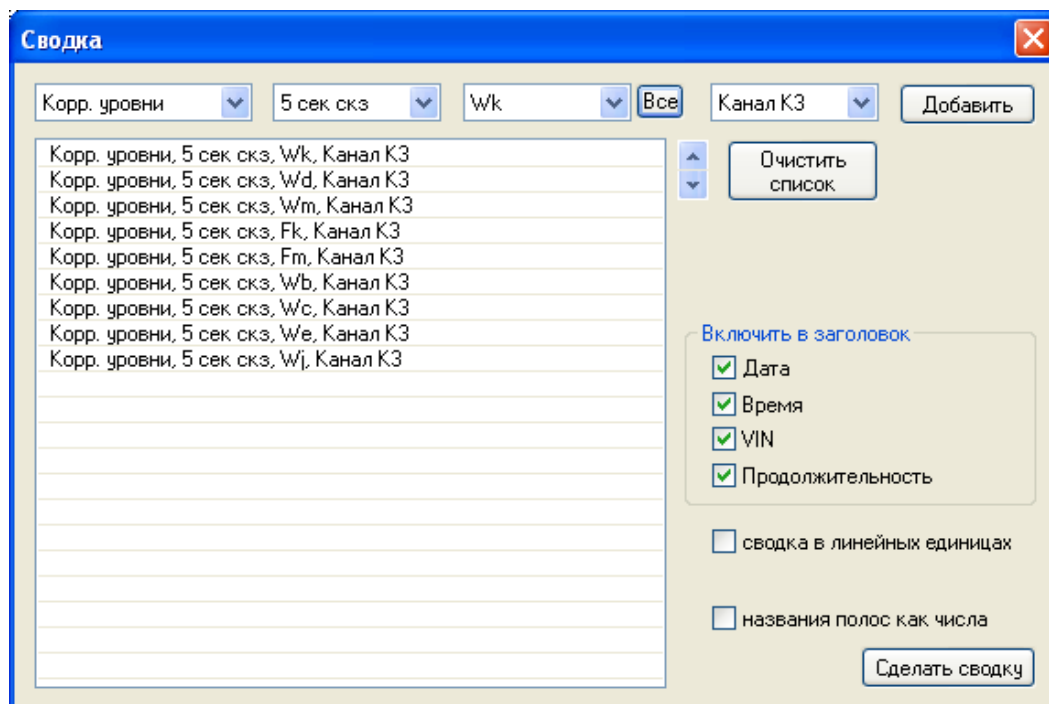 Сводка
Корр. уровни 5 сек скз Wk Все Канал К3 Добавить
Корр. уровни, 5 сек скз, Wk, Канал К3
Корр. уровни, 5 сек скз, Wd, Канал К3
Корр. уровни, 5 сек скз, Wm, Канал К3
Корр. уровни, 5 сек скз, Fk, Канал К3
Корр. уровни, 5 сек скз, Fm, Канал К3
Корр. уровни, 5 сек скз, Wb, Канал К3
Корр. уровни, 5 сек скз, Wc, Канал К3
Корр. уровни, 5 сек скз, We, Канал К3
Корр. уровни, 5 сек скз, Wj, Канал К3
Очистить
список
Включить в заголовок
Дата
Время
VIN
Продолжительность
сводка в линейных единицах
названия полос как числа
Сделать сводку